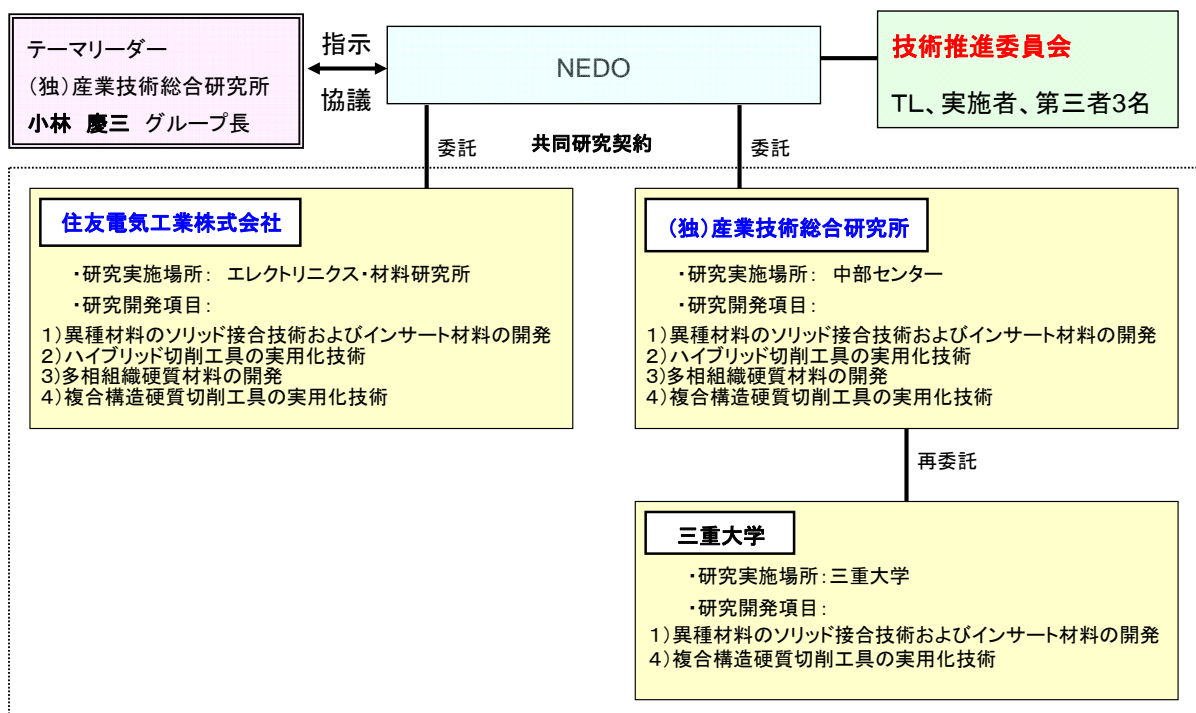 テーマリーダー
(独)産業技術総合研究所
小林 慶三 グループ長
指示
協議
NEDO
技術推進委員会
TL、実施者、第三者3名
委託
共同研究契約
委託
住友電気工業株式会社
・研究実施場所： エレクトリニクス・材料研究所
・研究開発項目：
1)異種材料のソリッド接合技術およびインサート材料の開発
2)ハイブリッド切削工具の実用化技術
3)多相組織硬質材料の開発
4)複合構造硬質切削工具の実用化技術
(独)産業技術総合研究所
・研究実施場所： 中部センター
・研究開発項目：
1)異種材料のソリッド接合技術およびインサート材料の開発
2)ハイブリッド切削工具の実用化技術
3)多相組織硬質材料の開発
4)複合構造硬質切削工具の実用化技術
再委託
三重大学
・研究実施場所：三重大学
・研究開発項目：
1)異種材料のソリッド接合技術およびインサート材料の開発
4)複合構造硬質切削工具の実用化技術